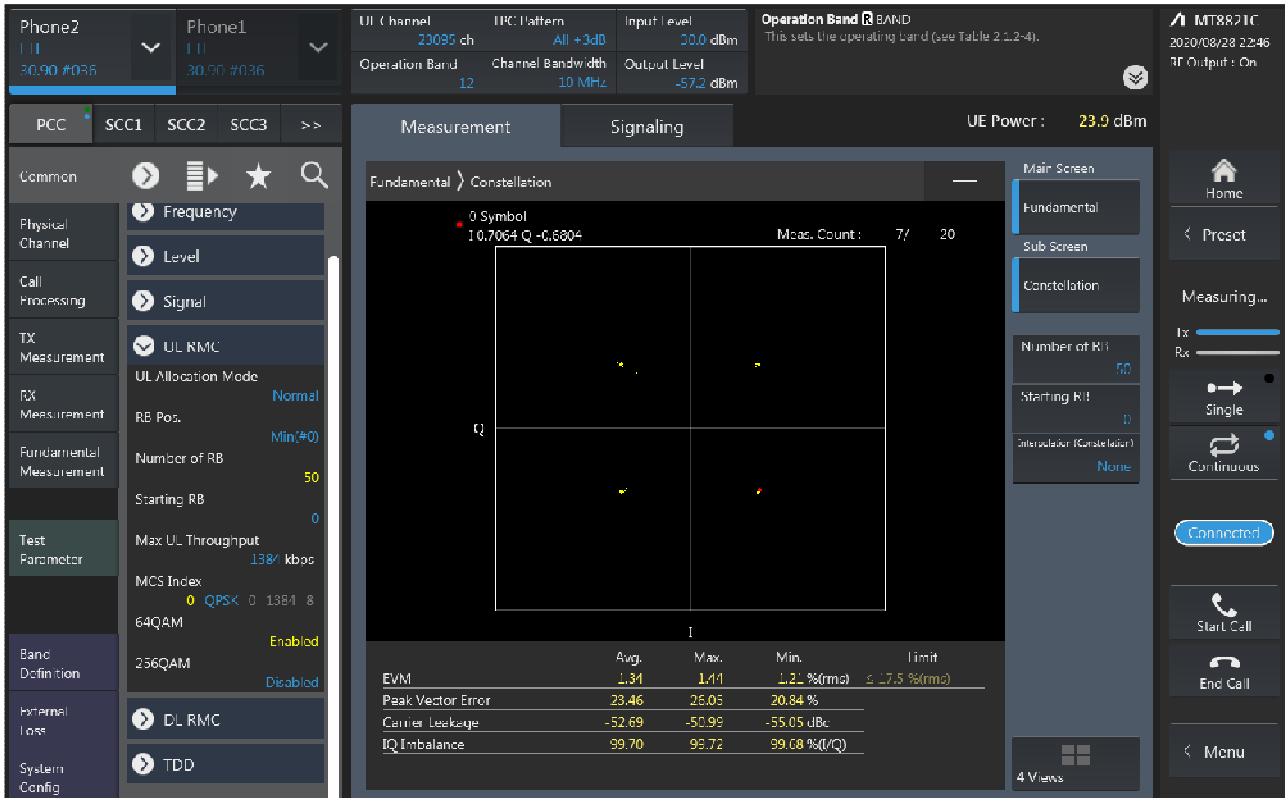 Phone2
30.90 #036
Phone1
30.90 #036
UL Channel
23095 ch
TPC Pattern
All +3dB
Input Level
30.0 dBm
Operation Band
12
Channel Bandwidth
10 MHz
Output Level
-57.2 dBm
Operation Band R BAND
This sets the operating band (see Table 2.1.2-4).
MT8821C
2020/08/28 22:46
RF Output : On
PCC SCC1 SCC2 SCC3 >>
Measurement
Signaling
UE Power : 23.9 dBm
Common
Physical
Channel
Call
Processing
TX
Measurement
RX
Measurement
Fundamental
Measurement
Test
Parameter
Band
Definition
External
Loss
System
Config
Frequency
Level
Signal
UL RMC
UL Allocation Mode
Normal
RB Pos.
Min(#0)
Number of RB
50
Starting RB
0
Max UL Throughput
1384 kbps
MCS Index
0 QPSK 0 1384 8
64QAM
Enabled
256QAM
Disabled
DL RMC
TDD
Fundamental > Constellation
0 Symbol
I 0.7064 Q -0.6804
Meas. Count : 7/ 20
Q
I
Avg. Max. Min. Limit
EVM 1.34 1.44 1.21 %(rms) ≤ 17.5 %(rms)
Peak Vector Error 23.46 26.05 20.84 %
Carrier Leakage -52.69 -50.99 -55.05 dBc
IQ Imbalance 99.70 99.72 99.68 %(I/Q)
Main Screen
Fundamental
Sub Screen
Constellation
Number of RB
50
Starting RB
0
Interpolation (Constellation)
None
4 Views
Home
< Preset
Measuring...
Tx
Rx
Single
Continuous
Connected
Start Call
End Call
< Menu